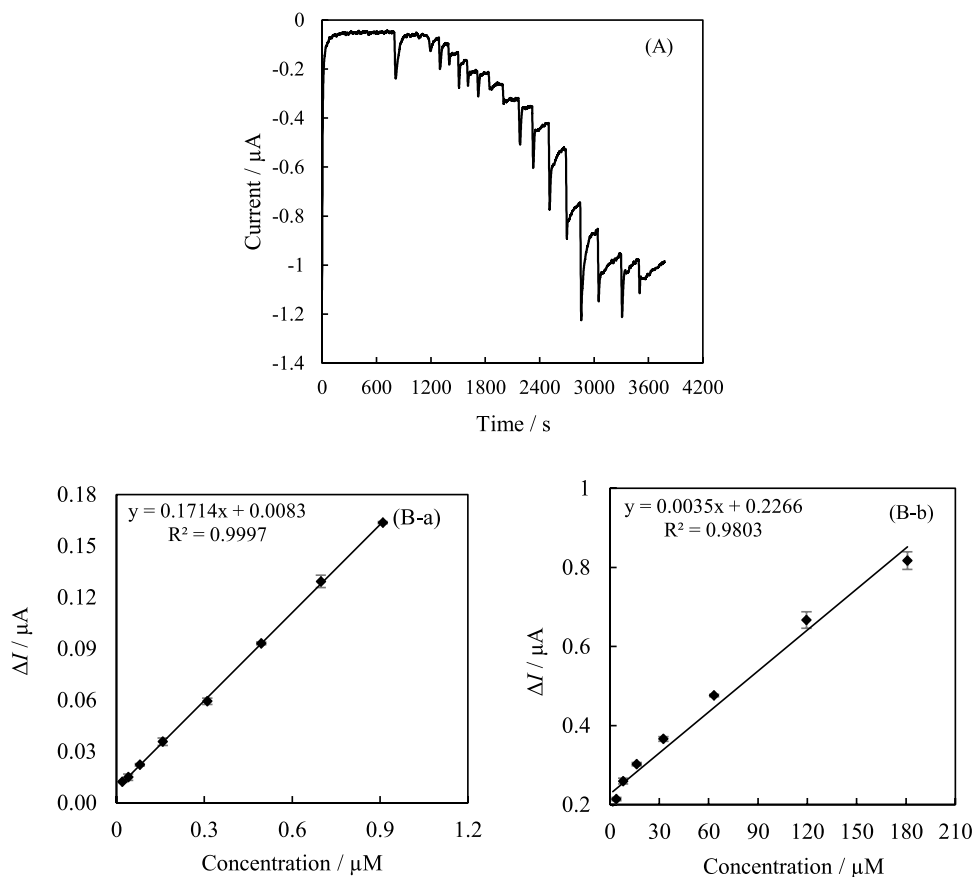 (A)
0
-0.2
-0.4
-0.6
-0.8
-1
-1.2
-1.4
Current / µA
0 600 1200 1800 2400 3000 3600 4200
Time / s
(B-a)
y = 0.1714x + 0.0083
R² = 0.9997
0.18
0.15
0.12
0.09
0.06
0.03
0.00
ΔI / µA
0 0.3 0.6 0.9 1.2
Concentration / µM
(B-b)
y = 0.0035x + 0.2266
R² = 0.9803
1
0.8
0.6
0.4
0.2
ΔI / µA
0 30 60 90 120 150 180 210
Concentration / µM